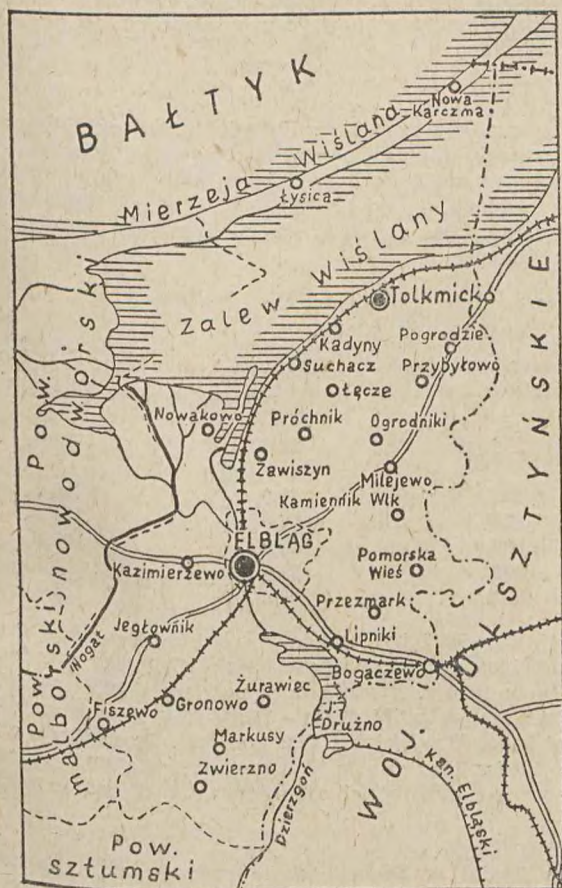 BAŁTYK
Nowa
Karczma
Mierzeja Wiślana
Łysica
Zalew Wiślany
Tolkmick
Kadyny
Pogrodzie
Suchacz
Przybyłowo
Łęcze
Nowakowo
Próchnik
Ogrodniki
Zawiszyn
Milejewo
Kamiennik Wlk
ELBLĄG
Kazimierzewo
Pomorska
Wieś
Przezmark
Jegłownik
Lipniki
Nogat
Bogaczewo
Żurawiec
Fiszewo
Gronowo
J.
Drużno
Markusy
Zwierzno
Dzierzgoń
Kan. Elbląski
Pow. nowodworski
Pow. malborski
Pow.
sztumski
WOJ. OLSZTYŃSKIE